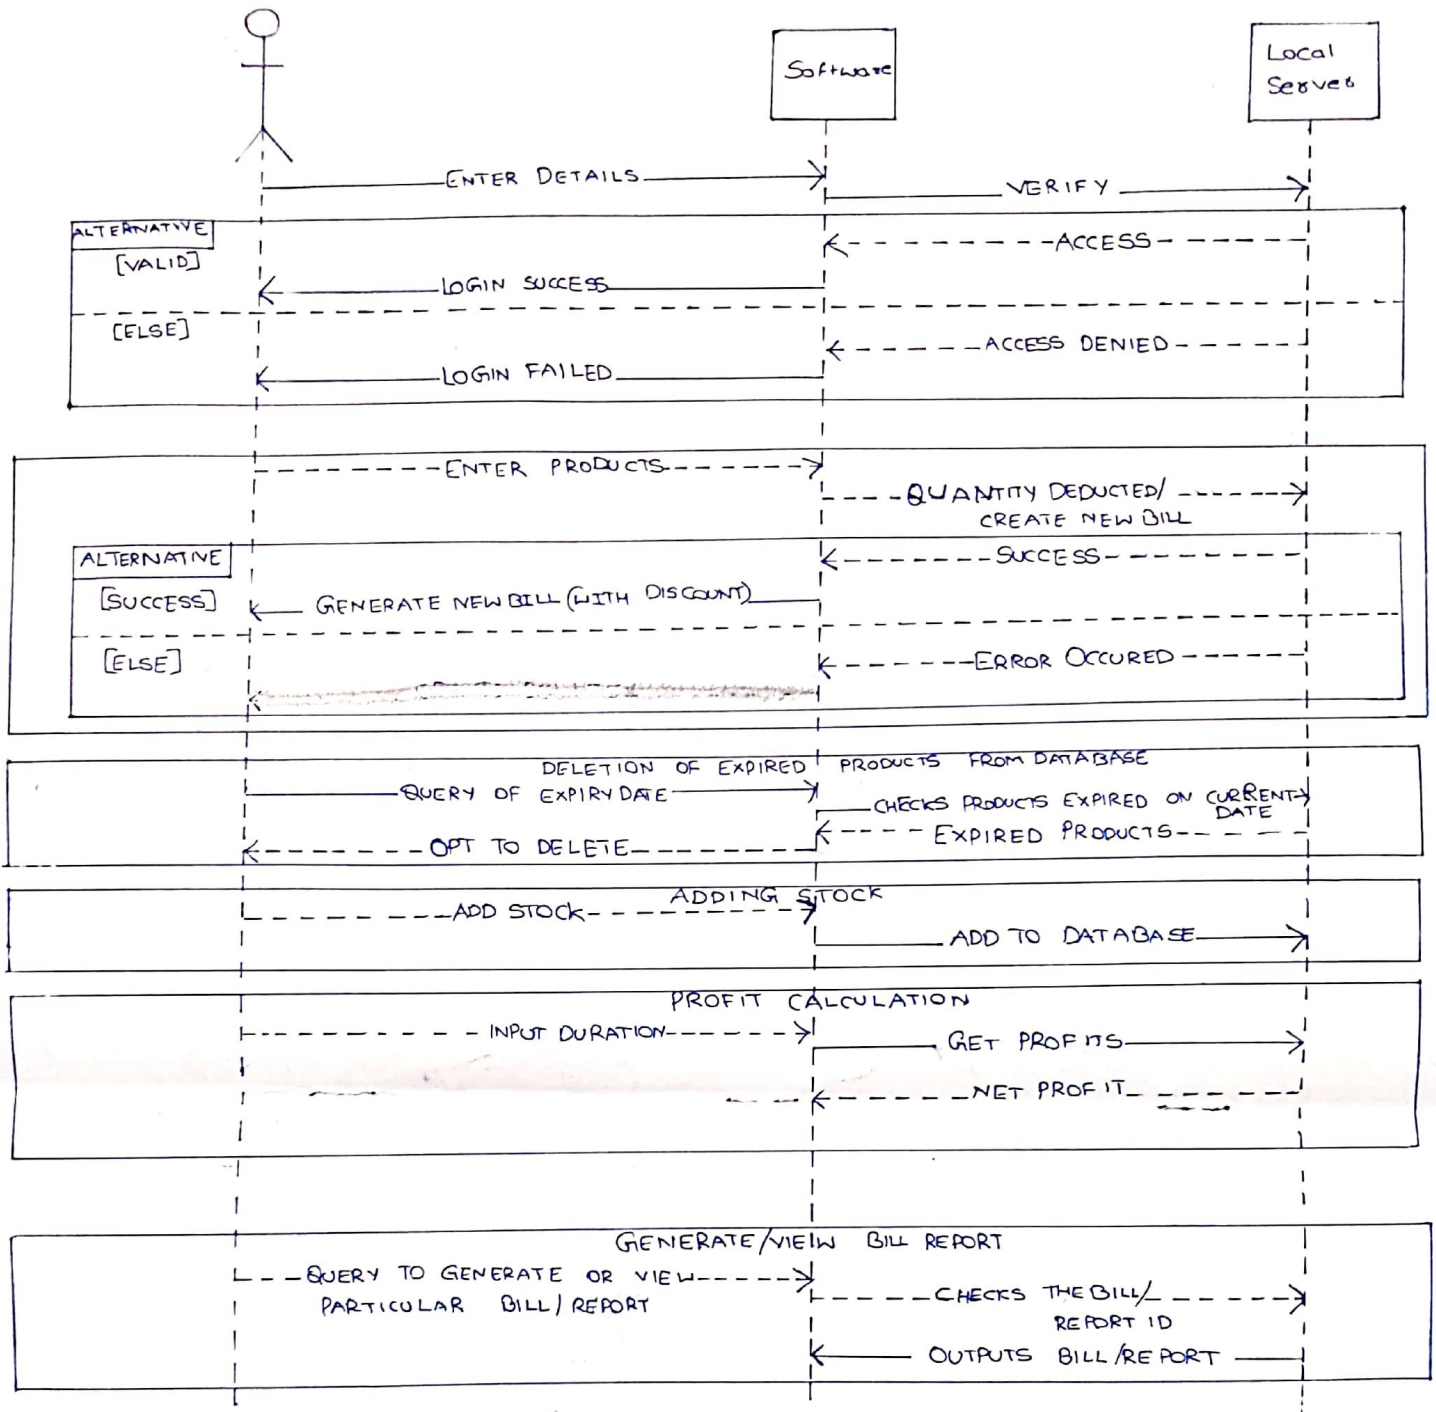 Software
Local
Server
ENTER DETAILS
VERIFY
ALTERNATIVE
[VALID]
ACCESS
LOGIN SUCCESS
[ELSE]
ACCESS DENIED
LOGIN FAILED
ENTER PRODUCTS
QUANTITY DEDUCTED/
CREATE NEW BILL
ALTERNATIVE
SUCCESS
[SUCCESS]
GENERATE NEW BILL (WITH DISCOUNT)
[ELSE]
ERROR OCCURED
DELETION OF EXPIRED PRODUCTS FROM DATABASE
QUERY OF EXPIRY DATE
CHECKS PRODUCTS EXPIRED ON CURRENT
DATE
EXPIRED PRODUCTS
OPT TO DELETE
ADDING STOCK
ADD STOCK
ADD TO DATABASE
PROFIT CALCULATION
INPUT DURATION
GET PROFITS
NET PROFIT
GENERATE/VIEW BILL REPORT
QUERY TO GENERATE OR VIEW
PARTICULAR BILL/REPORT
CHECKS THE BILL/
REPORT ID
OUTPUTS BILL/REPORT